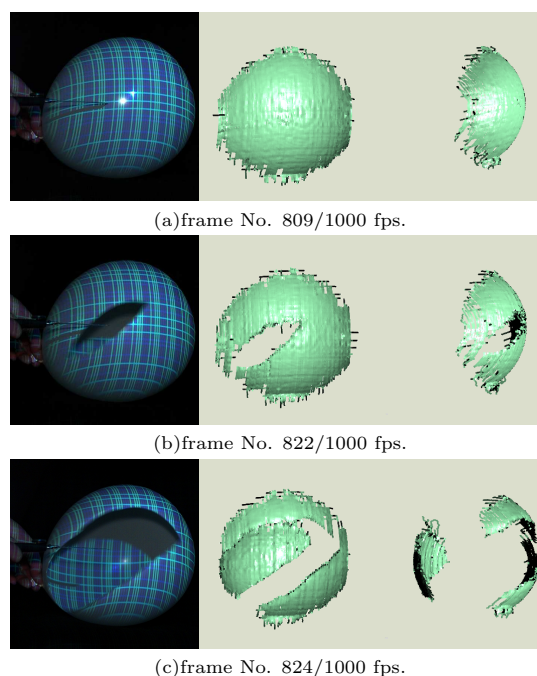 (a)frame No. 809/1000 fps.
(b)frame No. 822/1000 fps.
(c)frame No. 824/1000 fps.